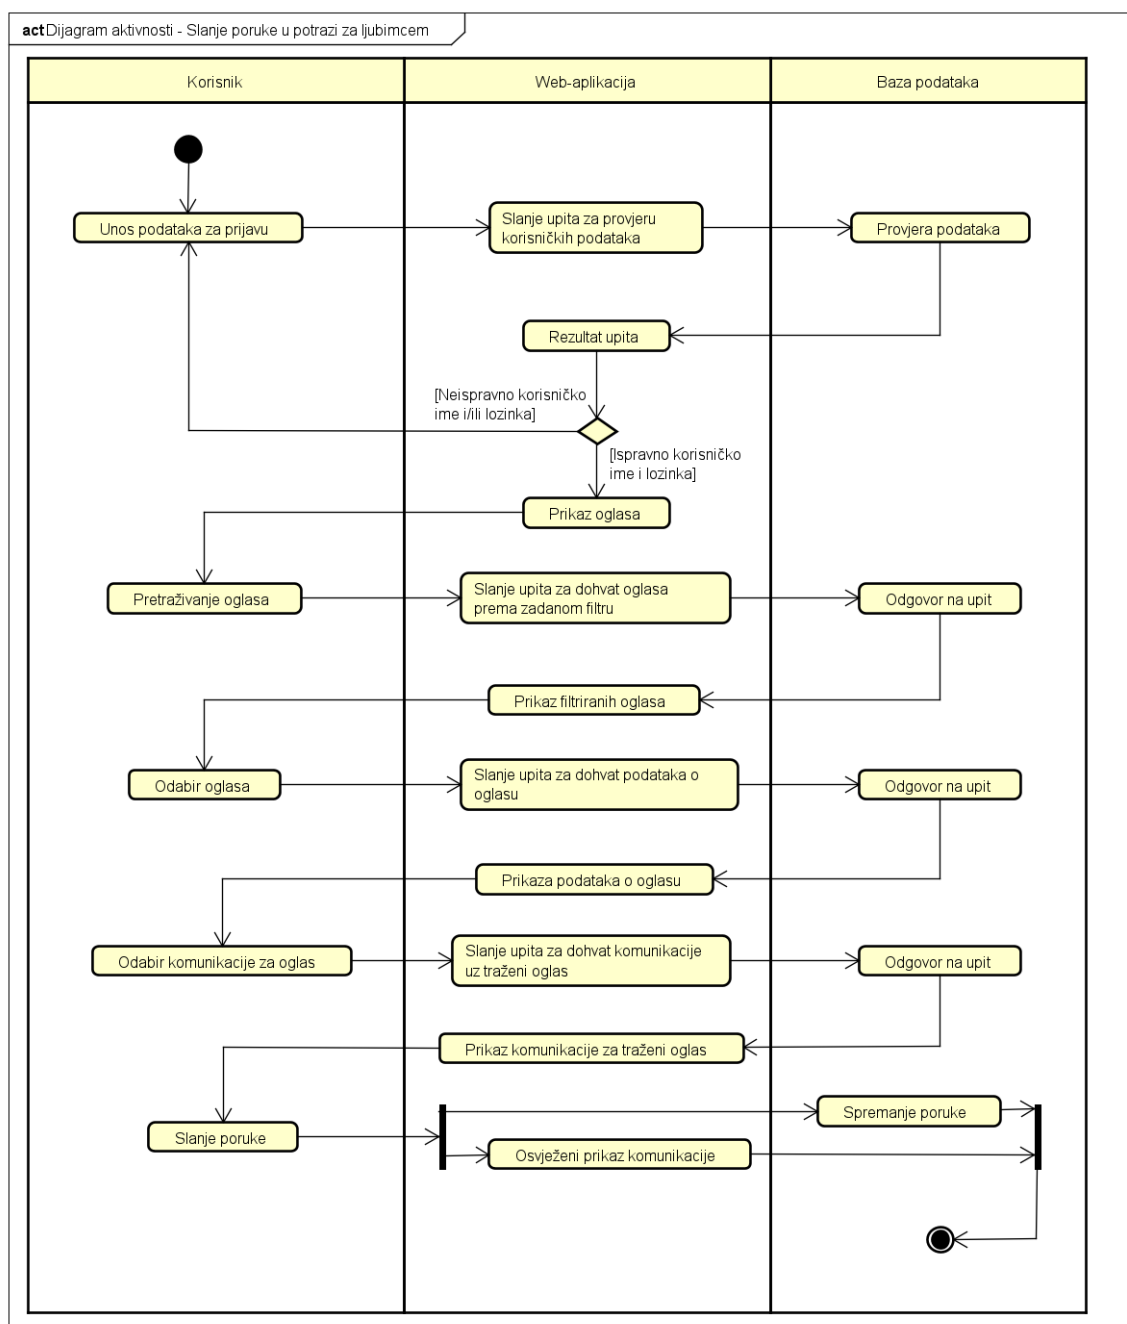 act Dijagram aktivnosti - Slanje poruke u potrazi za ljubimcem
Korisnik
Web-aplikacija
Baza podataka
Unos podataka za prijavu
Slanje upita za provjeru
korisničkih podataka
Provjera podataka
Rezultat upita
[Neispravno korisničko
ime i/ili lozinka]
[Ispravno korisničko
ime i lozinka]
Prikaz oglasa
Pretraživanje oglasa
Slanje upita za dohvat oglasa
prema zadanom filtru
Odgovor na upit
Prikaz filtriranih oglasa
Odabir oglasa
Slanje upita za dohvat podataka o
oglasu
Odgovor na upit
Prikaza podataka o oglasu
Odabir komunikacije za oglas
Slanje upita za dohvat komunikacije
uz traženi oglas
Odgovor na upit
Prikaz komunikacije za traženi oglas
Spremanje poruke
Slanje poruke
Osvježeni prikaz komunikacije